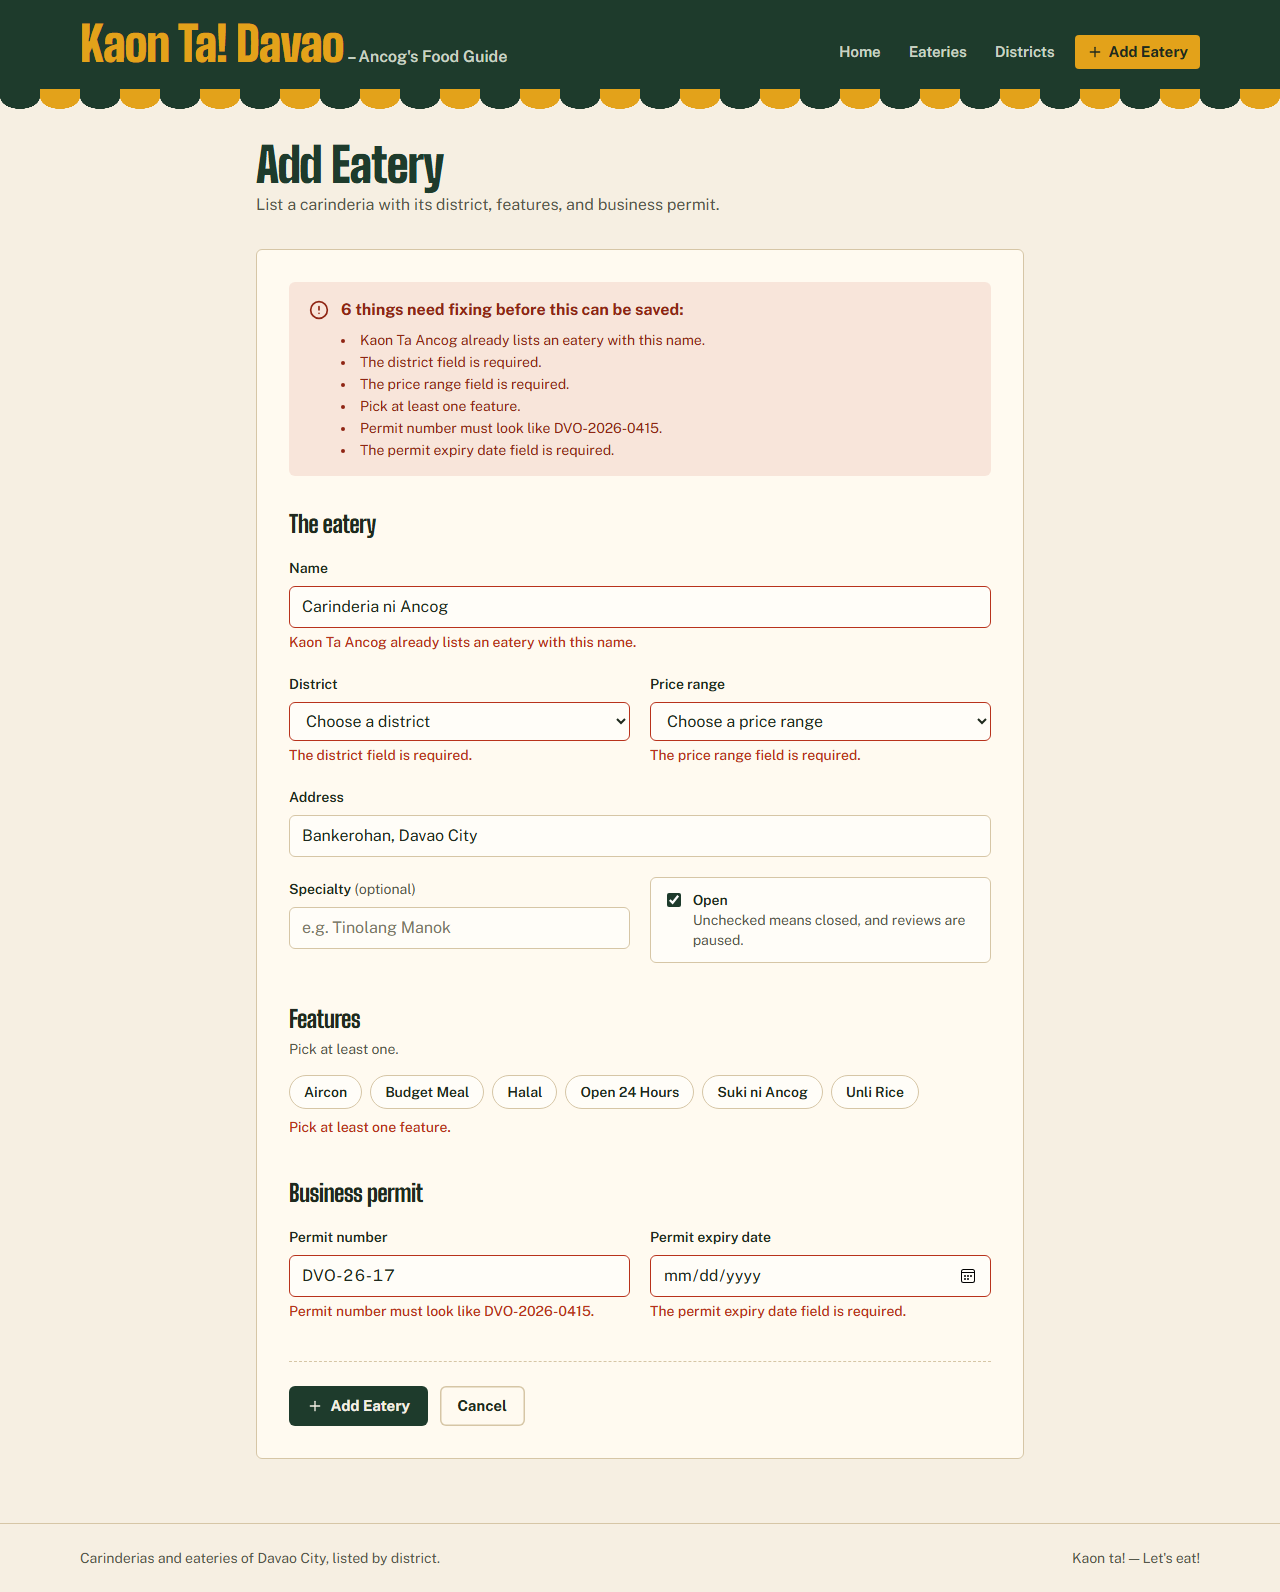 Kaon Ta! Davao – Ancog's Food Guide
Home Eateries Districts + Add Eatery
Add Eatery
List a carinderia with its district, features, and business permit.
6 things need fixing before this can be saved:
• Kaon Ta Ancog already lists an eatery with this name.
• The district field is required.
• The price range field is required.
• Pick at least one feature.
• Permit number must look like DVO-2026-0415.
• The permit expiry date field is required.
The eatery
Name
Carinderia ni Ancog
Kaon Ta Ancog already lists an eatery with this name.
District Price range
Choose a district Choose a price range
The district field is required. The price range field is required.
Address
Bankerohan, Davao City
Specialty (optional)
e.g. Tinolang Manok
Open
Unchecked means closed, and reviews are
paused.
Features
Pick at least one.
Aircon Budget Meal Halal Open 24 Hours Suki ni Ancog Unli Rice
Pick at least one feature.
Business permit
Permit number Permit expiry date
DVO-26-17 mm/dd/yyyy
Permit number must look like DVO-2026-0415. The permit expiry date field is required.
+ Add Eatery Cancel
Carinderias and eateries of Davao City, listed by district. Kaon ta! — Let's eat!